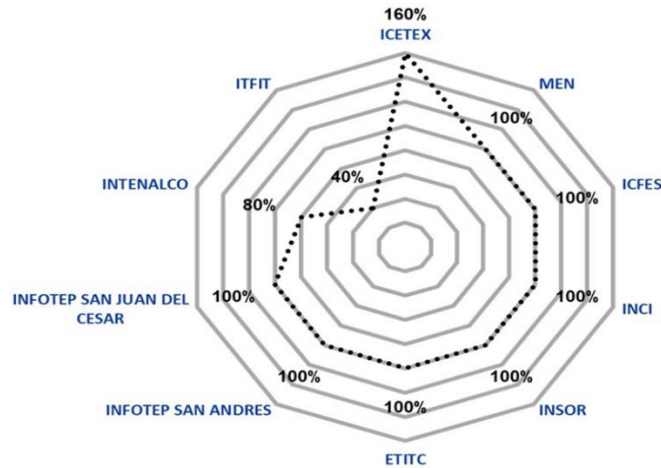 160%
ICETEX
ITFIT
MEN
100%
40%
INTENALCO
80%
100%
ICFES
INFOTEP SAN JUAN DEL
CESAR
100%
100%
INCI
INFOTEP SAN ANDRES
100%
100%
100%
INSOR
ETITC